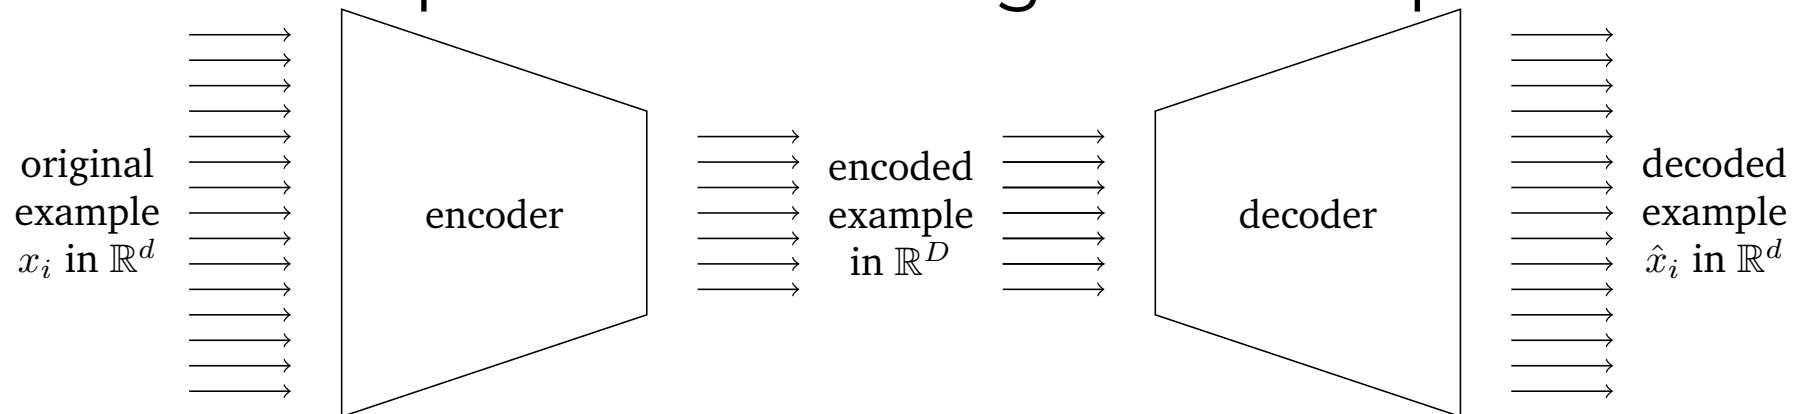 original
example
x_i in ℝ^d
encoder
encoded
example
in ℝ^D
decoder
decoded
example
x̂_i in ℝ^d